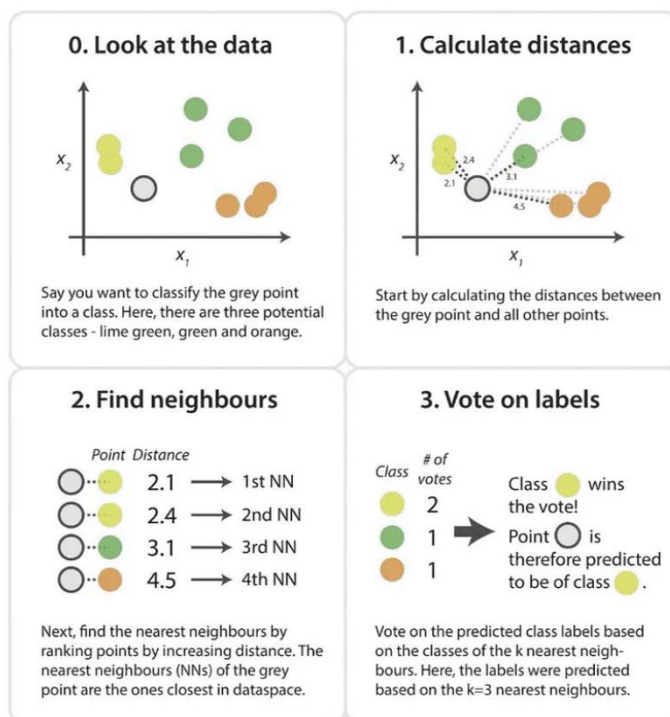 0. Look at the data
x2
x1
Say you want to classify the grey point
into a class. Here, there are three potential
classes - lime green, green and orange.
1. Calculate distances
x2
2.4
2.1
3.1
4.5
x1
Start by calculating the distances between
the grey point and all other points.
2. Find neighbours
Point Distance
2.1 → 1st NN
2.4 → 2nd NN
3.1 → 3rd NN
4.5 → 4th NN
Next, find the nearest neighbours by
ranking points by increasing distance. The
nearest neighbours (NNs) of the grey
point are the ones closest in dataspace.
3. Vote on labels
Class # of
votes
2
1
1
Class wins
the vote!
Point is
therefore predicted
to be of class .
Vote on the predicted class labels based
on the classes of the k nearest neigh-
bours. Here, the labels were predicted
based on the k=3 nearest neighbours.